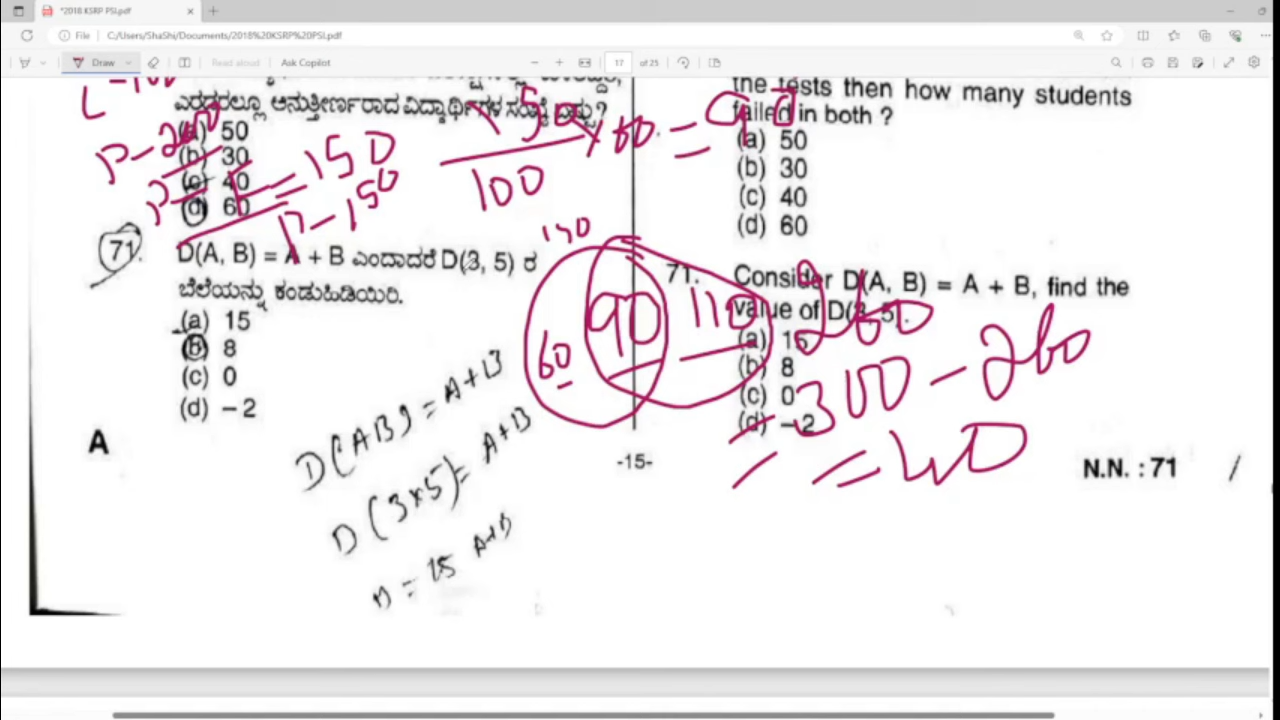 *2018 KSRP PSI.pdf
File C:/Users/ShaShi/Documents/2018%20KSRP%20PSI.pdf
Draw Read aloud Ask Copilot 17 of 25
ಎರಡರಲ್ಲೂ ಅನುತ್ತೀರ್ಣರಾದ ವಿದ್ಯಾರ್ಥಿಗಳ ಸಂಖ್ಯೆ ಎಷ್ಟು?
(a) 50
(b) 30
(c) 40
(d) 60
71. D(A, B) = A + B ಎಂದಾದರೆ D(3, 5) ರ
ಬೆಲೆಯನ್ನು ಕಂಡುಹಿಡಿಯಿರಿ.
(a) 15
(b) 8
(c) 0
(d) – 2
A
the tests then how many students
failed in both ?
(a) 50
(b) 30
(c) 40
(d) 60
71. Consider D(A, B) = A + B, find the
value of D(3, 5).
(a) 15
(b) 8
(c) 0
(d) –2
-15-
N.N. : 71
P - 200
= 150
P - 150
150
100
× 60 = 90
150
60
90
110
260
300 - 260
= 40
D(AB) = A+B
D(3×5) = A+B
D = 15 A+B